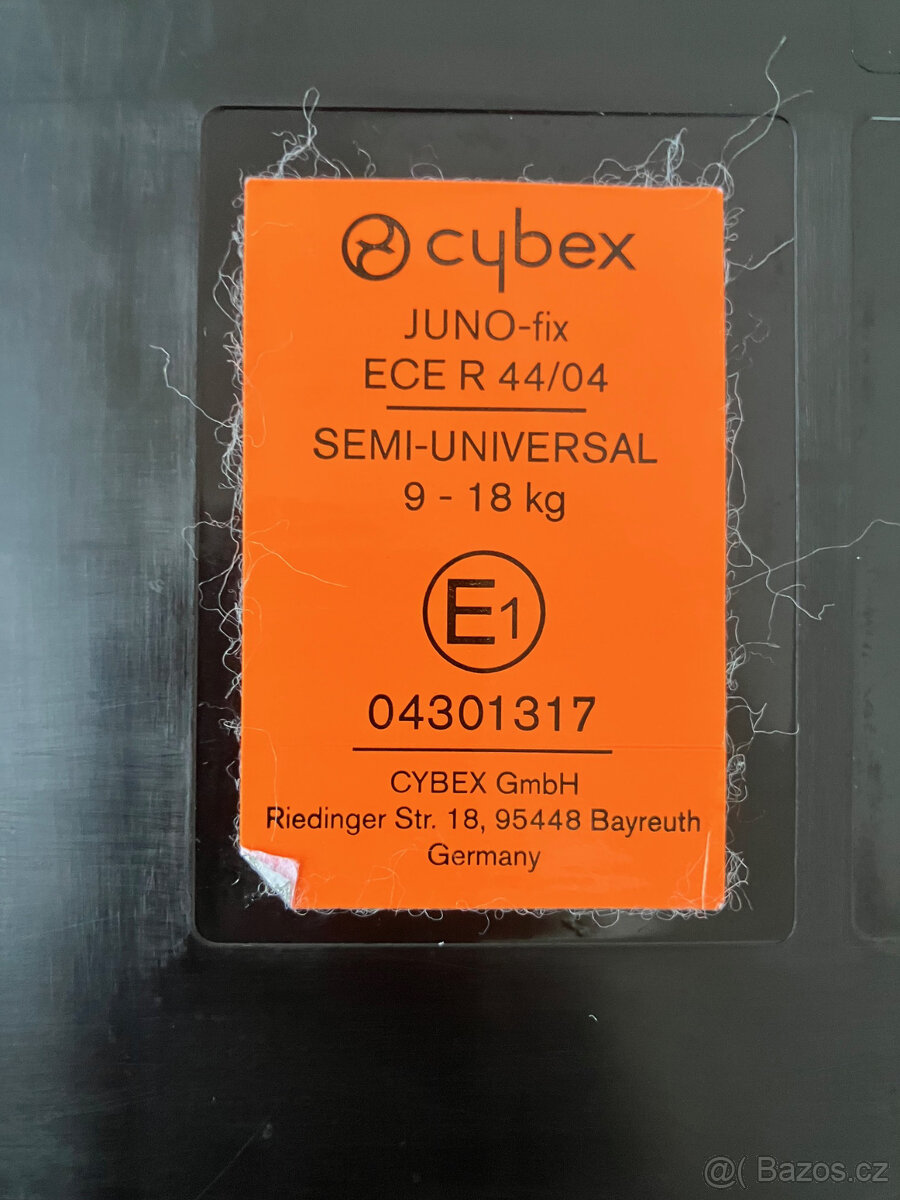 cybex
JUNO-fix
ECE R 44/04
SEMI-UNIVERSAL
9 - 18 kg
E1
04301317
CYBEX GmbH
Riedinger Str. 18, 95448 Bayreuth
Germany
@( Bazos.cz